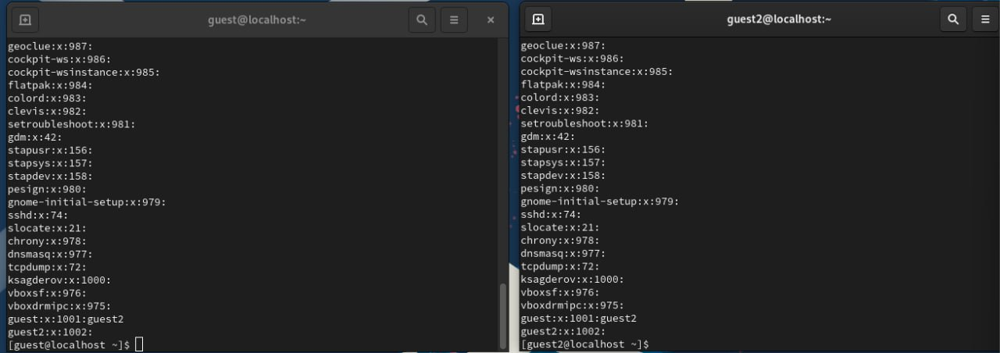 guest@localhost:~
geoclue:x:987:
cockpit-ws:x:986:
cockpit-wsinstance:x:985:
flatpak:x:984:
colord:x:983:
clevis:x:982:
setroubleshoot:x:981:
gdm:x:42:
stapusr:x:156:
stapsys:x:157:
stapdev:x:158:
pesign:x:980:
gnome-initial-setup:x:979:
sshd:x:74:
slocate:x:21:
chrony:x:978:
dnsmasq:x:977:
tcpdump:x:72:
ksagderov:x:1000:
vboxsf:x:976:
vboxdrmipc:x:975:
guest:x:1001:guest2
guest2:x:1002:
[guest@localhost ~]$
guest2@localhost:~
geoclue:x:987:
cockpit-ws:x:986:
cockpit-wsinstance:x:985:
flatpak:x:984:
colord:x:983:
clevis:x:982:
setroubleshoot:x:981:
gdm:x:42:
stapusr:x:156:
stapsys:x:157:
stapdev:x:158:
pesign:x:980:
gnome-initial-setup:x:979:
sshd:x:74:
slocate:x:21:
chrony:x:978:
dnsmasq:x:977:
tcpdump:x:72:
ksagderov:x:1000:
vboxsf:x:976:
vboxdrmipc:x:975:
guest:x:1001:guest2
guest2:x:1002:
[guest2@localhost ~]$